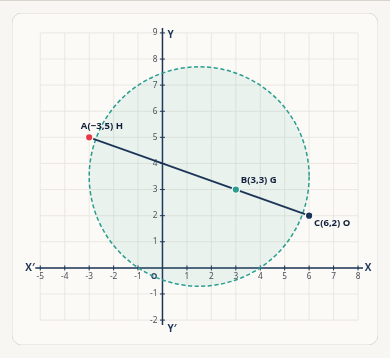 9 Y
8
7
6
A(−3,5) H
5
4
B(3,3) G
3
2
C(6,2) O
1
X′ O X
-5 -4 -3 -2 -1 1 2 3 4 5 6 7 8
-1
-2 Y′